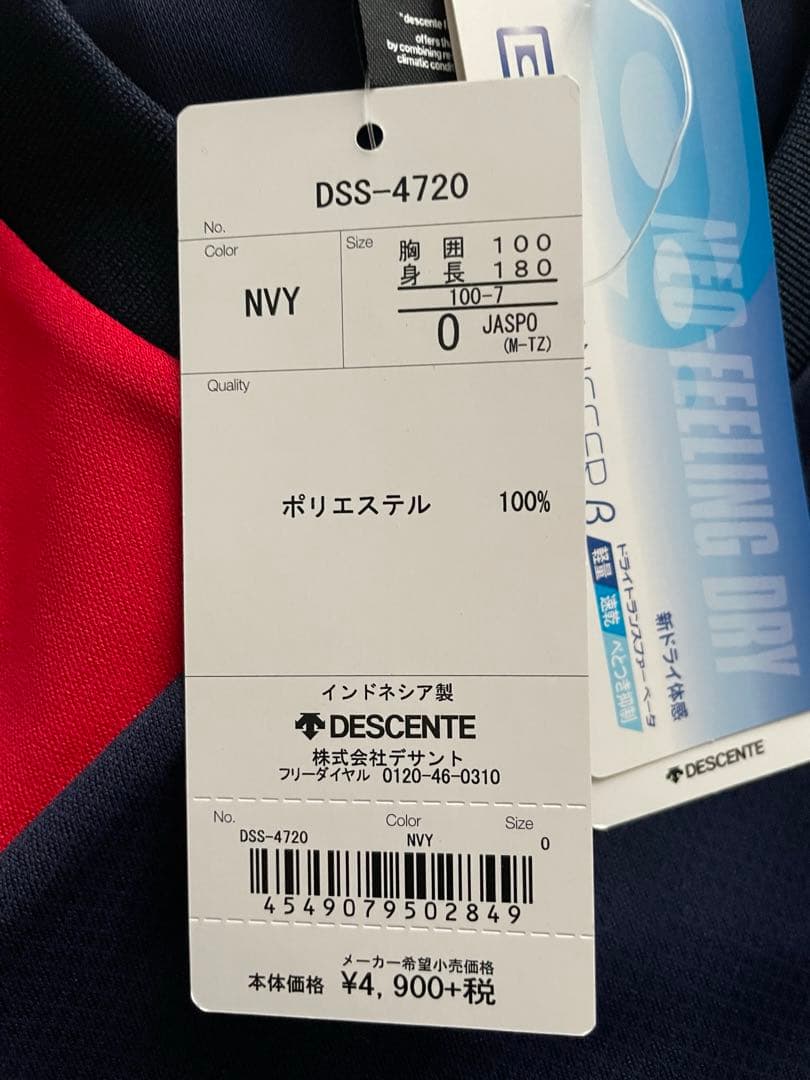 "descente
offers th
by combining re
climatic cond
DSS-4720
No.
Color
NVY
Size
胸囲 100
身長 180
100-7
0 JASPO
(M-TZ)
Quality
ポリエステル 100%
インドネシア製
DESCENTE
株式会社デサント
フリーダイヤル 0120-46-0310
No. Color Size
DSS-4720 NVY 0
4549079502849
メーカー希望小売価格
本体価格 ¥4,900+税
NEO-FEELING DRY
新ドライ体感
ドライトランスファー ベータ
軽量 速乾 べとつき抑制
DESCENTE